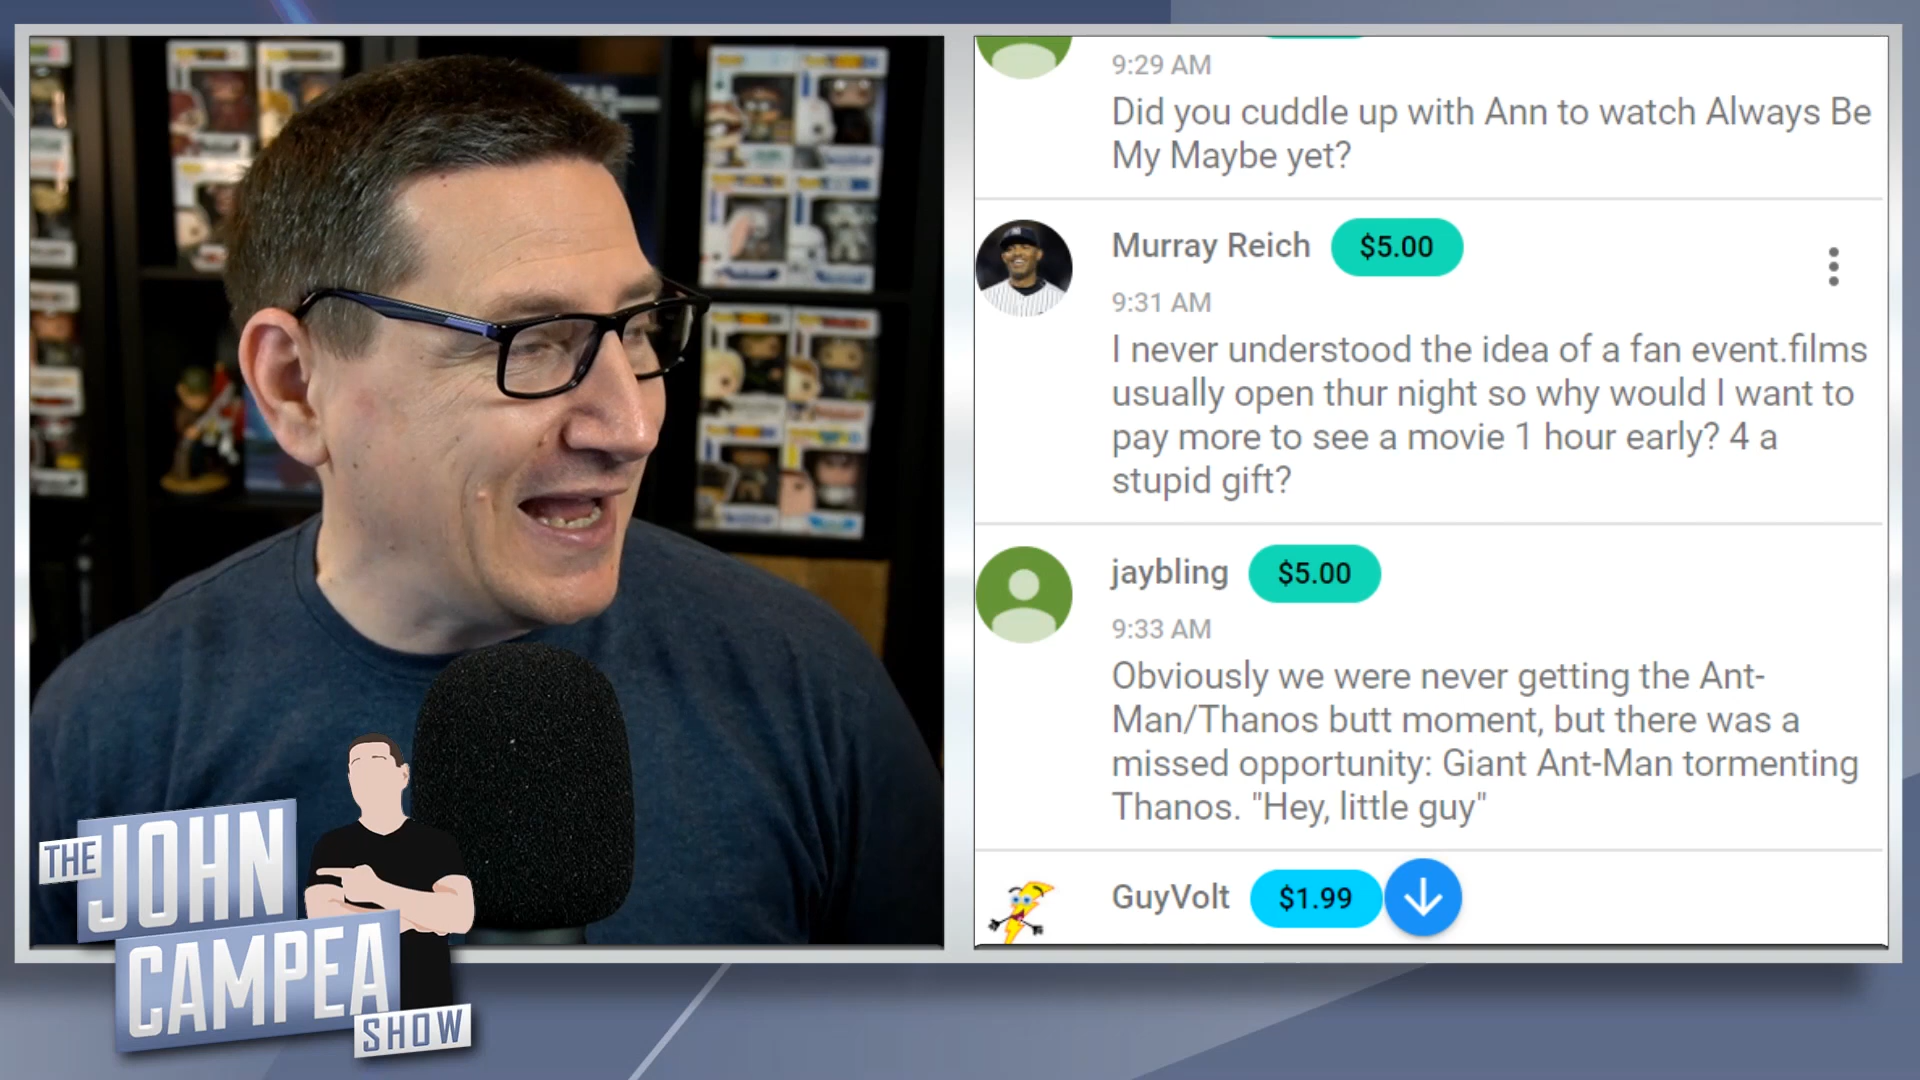 9:29 AM
Did you cuddle up with Ann to watch Always Be
My Maybe yet?
Murray Reich $5.00
9:31 AM
I never understood the idea of a fan event.films
usually open thur night so why would I want to
pay more to see a movie 1 hour early? 4 a
stupid gift?
jaybling $5.00
9:33 AM
Obviously we were never getting the Ant-
Man/Thanos butt moment, but there was a
missed opportunity: Giant Ant-Man tormenting
Thanos. "Hey, little guy"
GuyVolt $1.99
THE
JOHN
CAMPEA
SHOW